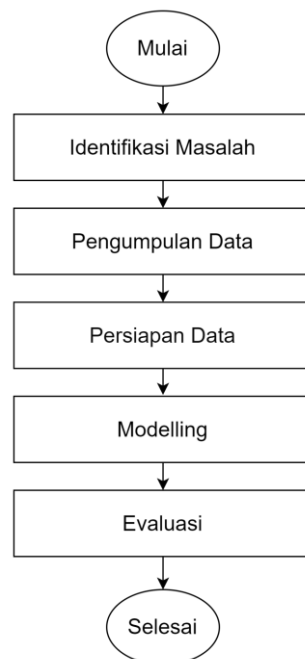 Mulai
Identifikasi Masalah
Pengumpulan Data
Persiapan Data
Modelling
Evaluasi
Selesai